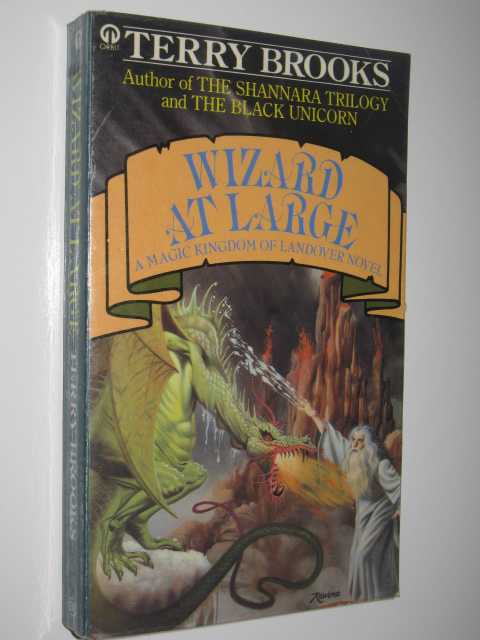 ORBIT
TERRY BROOKS
Author of THE SHANNARA TRILOGY
and THE BLACK UNICORN
WIZARD
AT LARGE
A MAGIC KINGDOM OF LANDOVER NOVEL
WIZARD AT LARGE TERRY BROOKS